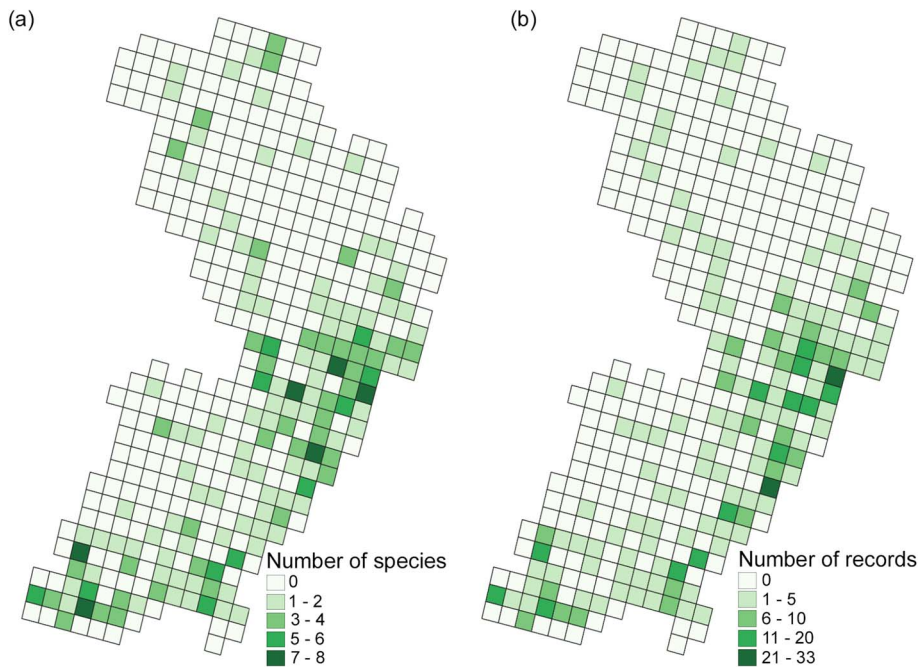 (a)
Number of species
0
1 - 2
3 - 4
5 - 6
7 - 8
(b)
Number of records
0
1 - 5
6 - 10
11 - 20
21 - 33